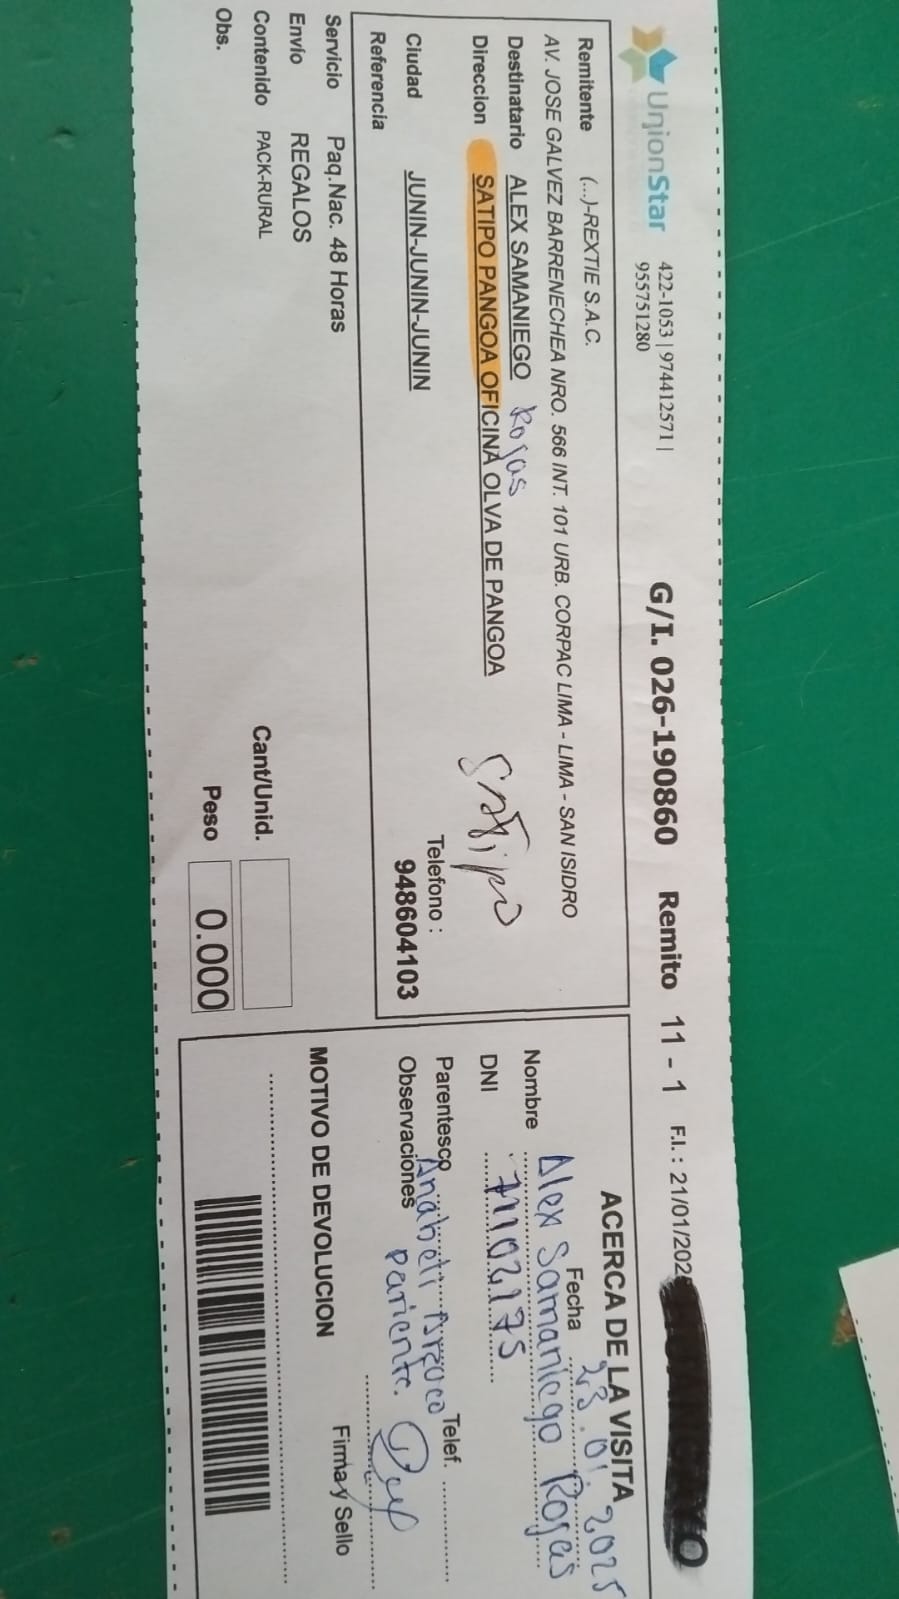 UnionStar
422-1053 | 974412571 |
955751280
G/I. 026-190860 Remito 11 - 1 F.I.: 21/01/202
Remitente (...)-REXTIE S.A.C.
AV. JOSE GALVEZ BARRENECHEA NRO. 566 INT. 101 URB. CORPAC LIMA - LIMA - SAN ISIDRO
Destinatario ALEX SAMANIEGO Rojas
Direccion SATIPO PANGOA OFICINA OLVA DE PANGOA
Satipo
Ciudad JUNIN-JUNIN-JUNIN
Telefono :
948604103
Referencia
Servicio Paq.Nac. 48 Horas
Envio REGALOS
Contenido PACK-RURAL
Obs.
Cant/Unid.
Peso 0.000
ACERCA DE LA VISITA
Fecha 23.01.2025
Nombre Alex Samaniego Rojas
DNI 71102175
Parentesco Anabeli Telef.
Observaciones pariente.
Firma y Sello
MOTIVO DE DEVOLUCION